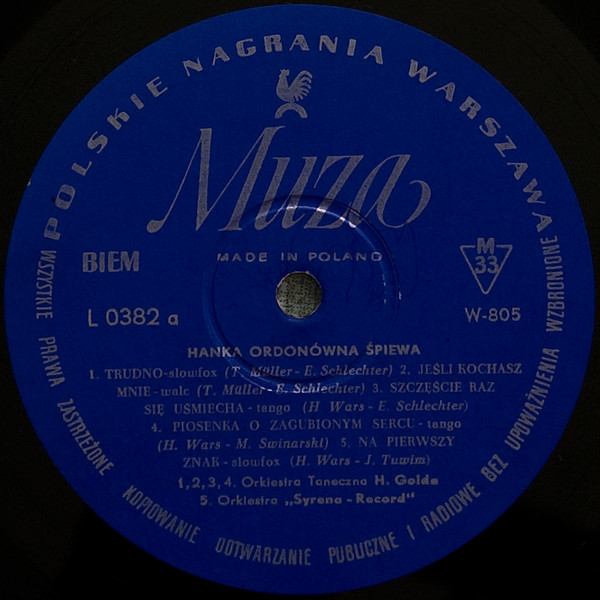 POLSKIE NAGRANIA WARSZAWA
Muza
MADE IN POLAND
BIEM
M
33
L 0382 a
W-805
HANKA ORDONÓWNA ŚPIEWA
1. TRUDNO-slowfox (T. Müller - E. Schlechter) 2. JEŚLI KOCHASZ
MNIE-walc (T. Müller - E. Schlechter) 3. SZCZĘŚCIE RAZ
SIĘ UŚMIECHA - tango (H Wars - E. Schlechter)
4. PIOSENKA O ZAGUBIONYM SERCU - tango
(H. Wars - M. Swinarski) 5. NA PIERWSZY
ZNAK - slowfox (H. Wars - J. Tuwim)
1,2,3,4. Orkiestra Taneczna H. Golda
5. Orkiestra „Syrena - Record"
WSZYSTKIE PRAWA ZASTRZEŻONE KOPIOWANIE ODTWARZANIE PUBLICZNE I RADIOWE BEZ UPOWAŻNIENIA WZBRONIONE